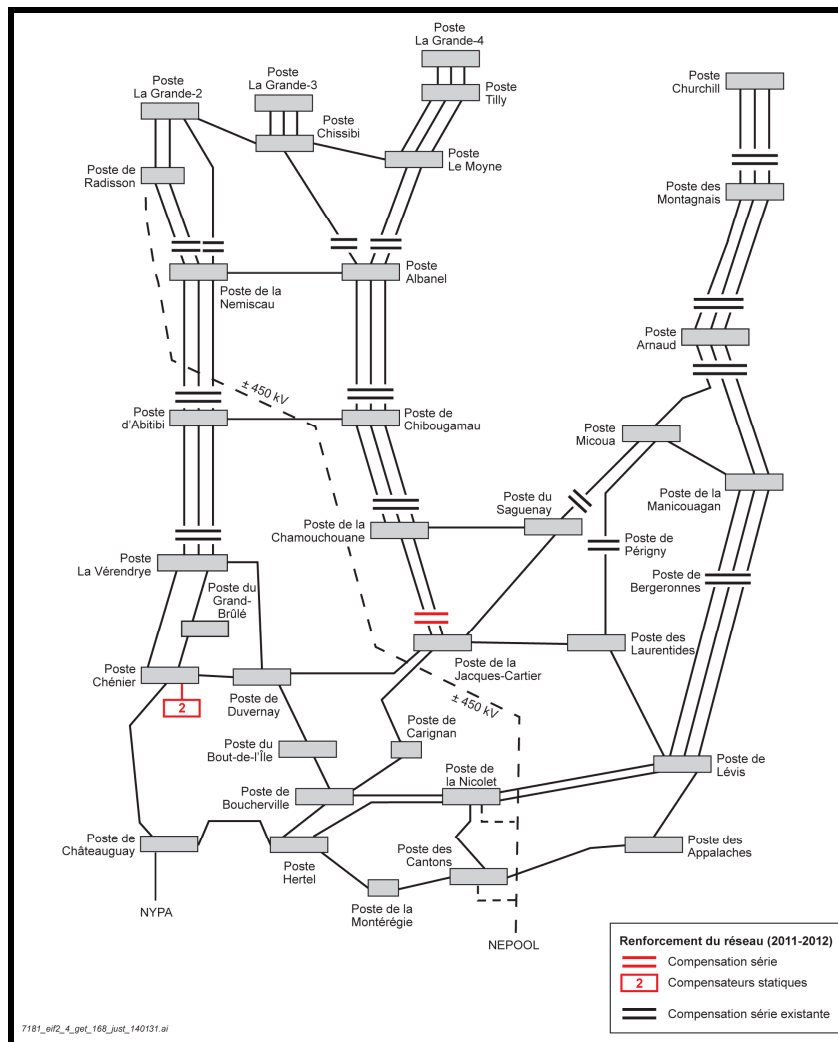 Poste
La Grande-4
Poste
La Grande-2
Poste
La Grande-3
Poste
Tilly
Poste
Churchill
Poste
Chissibi
Poste
Le Moyne
Poste de
Radisson
Poste des
Montagnais
Poste de la
Nemiscau
Poste
Albanel
Poste
Arnaud
± 450 kV
Poste
d'Abitibi
Poste de
Chibougamau
Poste
Micoua
Poste du
Saguenay
Poste de la
Manicouagan
Poste de la
Chamouchouane
Poste de
Périgny
Poste
La Vérendrye
Poste du
Grand-
Brûlé
Poste de
Bergeronnes
Poste des
Laurentides
Poste de la
Jacques-Cartier
Poste
Chénier
Poste de
Duvernay
2
± 450 kV
Poste de
Carignan
Poste du
Bout-de-l'Île
Poste de
la Nicolet
Poste de
Lévis
Poste de
Boucherville
Poste de
Châteauguay
Poste
Hertel
Poste des
Cantons
Poste des
Appalaches
Poste de la
Montérégie
NYPA
NEPOOL
Renforcement du réseau (2011-2012)
Compensation série
2 Compensateurs statiques
Compensation série existante
7181_eif2_4_get_168_just_140131.ai